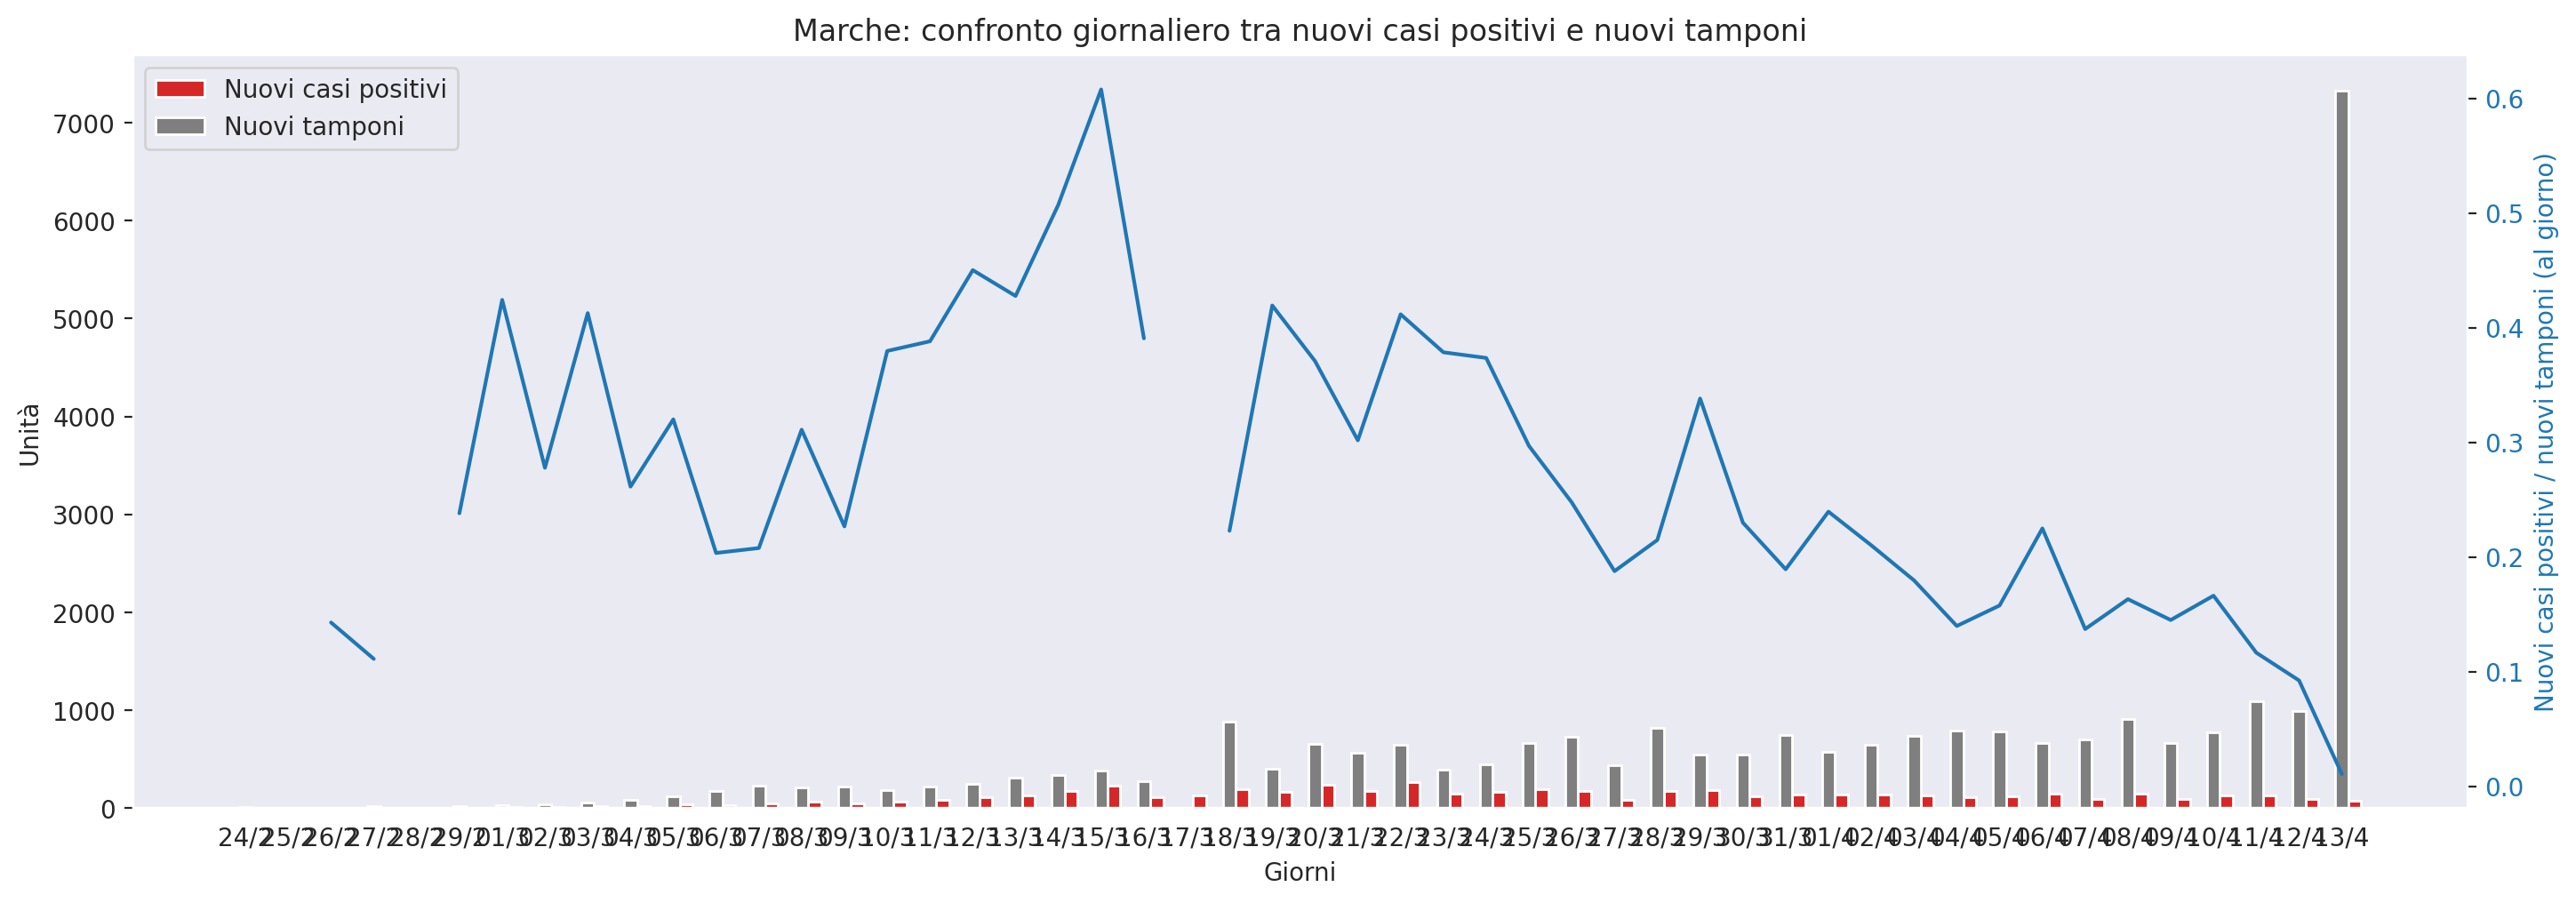 Marche: confronto giornaliero tra nuovi casi positivi e nuovi tamponi
Nuovi casi positivi
Nuovi tamponi
7000
6000
5000
4000
3000
2000
1000
0
Unità
0.6
0.5
0.4
0.3
0.2
0.1
0.0
Nuovi casi positivi / nuovi tamponi (al giorno)
24/2 25/2 26/2 27/2 28/2 29/2 01/3 02/3 03/3 04/3 05/3 06/3 07/3 08/3 09/3 10/3 11/3 12/3 13/3 14/3 15/3 16/3 17/3 18/3 19/3 20/3 21/3 22/3 23/3 24/3 25/3 26/3 27/3 28/3 29/3 30/3 31/3 01/4 02/4 03/4 04/4 05/4 06/4 07/4 08/4 09/4 10/4 11/4 12/4 13/4
Giorni